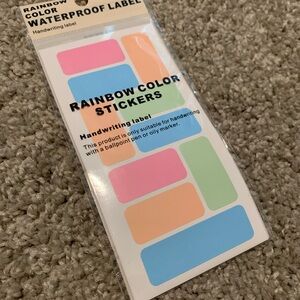 RAINBOW
COLOR
WATERPROOF LABEL
Handwriting label
RAINBOW COLOR
STICKERS
Handwriting label
This product is only suitable for handwriting
with a ballpoint pen or oily marker.